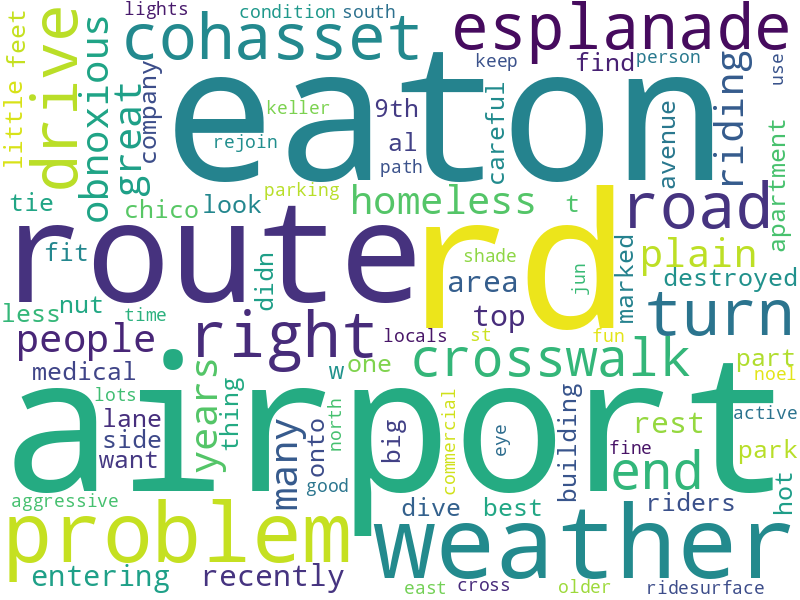 lights
condition
south
cohasset
esplanade
eaton
drive
little feet
obnoxious
great
company
keep
find
person
use
riding
keller
9th
rejoin
al
careful
avenue
path
parking
tie
chico
look
homeless
t
road
apartment
route
rd
fit
didn
shade
area
jun
marked
plain
destroyed
less
nut
time
top
turn
people
right
locals
st
fun
medical
years
thing
w
one
crosswalk
part
noel
airport
lots
lane
side
want
many
onto
north
big
commercial
eye
building
rest
active
fine
end
park
hot
good
aggressive
problem
dive
best
riders
weather
entering
recently
east
cross
older
ridesurface